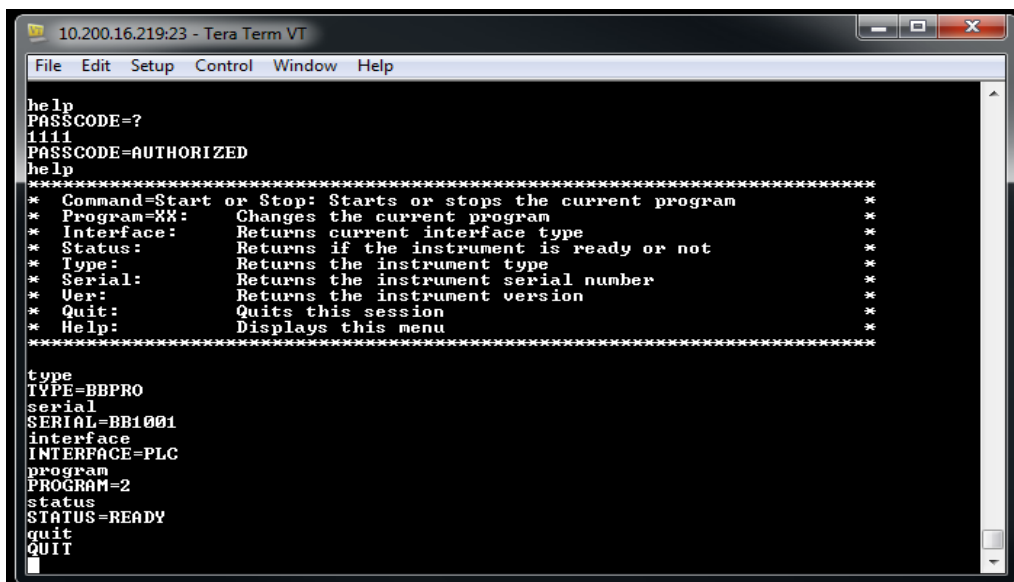 10.200.16.219:23 - Tera Term VT
File Edit Setup Control Window Help
help
PASSCODE=?
1111
PASSCODE=AUTHORIZED
help
************************************************************************
* Command=Start or Stop: Starts or stops the current program *
* Program=XX: Changes the current program *
* Interface: Returns current interface type *
* Status: Returns if the instrument is ready or not *
* Type: Returns the instrument type *
* Serial: Returns the instrument serial number *
* Ver: Returns the instrument version *
* Quit: Quits this session *
* Help: Displays this menu *
************************************************************************
type
TYPE=BBPRO
serial
SERIAL=BB1001
interface
INTERFACE=PLC
program
PROGRAM=2
status
STATUS=READY
quit
QUIT